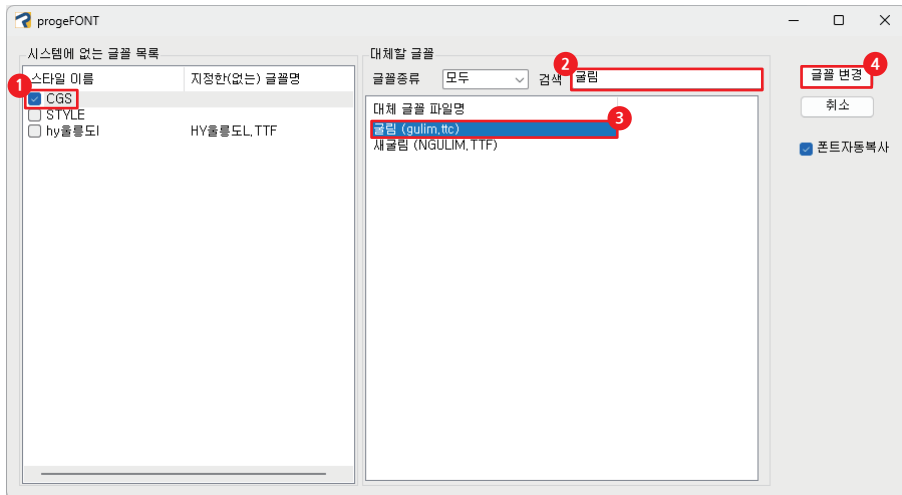 progeFONT
시스템에 없는 글꼴 목록
스타일 이름 지정한(없는) 글꼴명
1
CGS
STYLE
hy울릉도l HY울릉도L,TTF
대체할 글꼴
글꼴종류 모두 검색 2 굴림
대체 글꼴 파일명
굴림 (gulim,ttc) 3
새굴림 (NGULIM,TTF)
글꼴 변경 4
취소
폰트자동복사